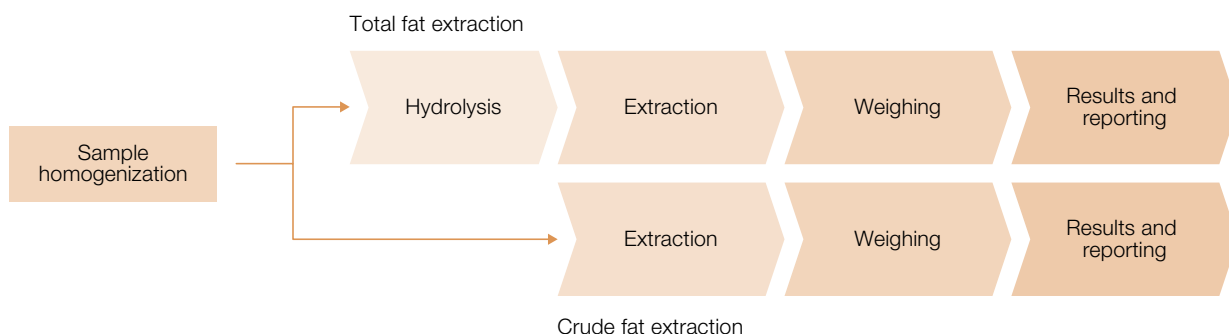 Total fat extraction
Sample
homogenization
Hydrolysis
Extraction
Weighing
Results and
reporting
Extraction
Weighing
Results and
reporting
Crude fat extraction